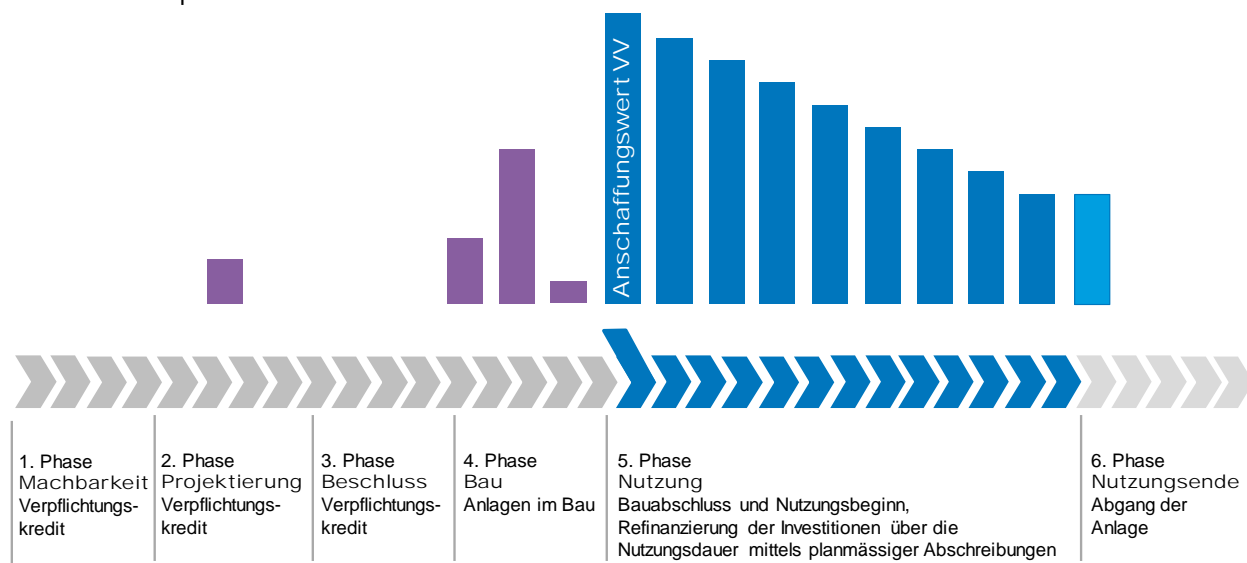 Anschaffungswert VV
1. Phase
Machbarkeit
Verpflichtungs-
kredit
2. Phase
Projektierung
Verpflichtungs-
kredit
3. Phase
Beschluss
Verpflichtungs-
kredit
4. Phase
Bau
Anlagen im Bau
5. Phase
Nutzung
Bauabschluss und Nutzungsbeginn,
Refinanzierung der Investitionen über die
Nutzungsdauer mittels planmässiger Abschreibungen
6. Phase
Nutzungsende
Abgang der
Anlage